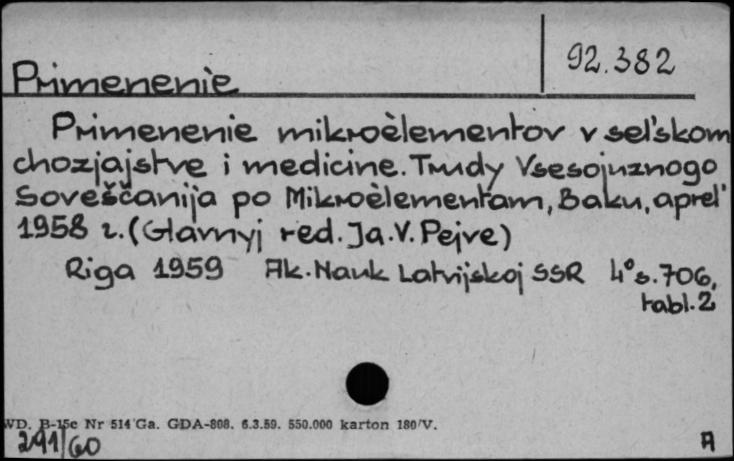 92.382
Primenenie
Primenenie mikroèlementov v sel'skom
chozjajstve i medicine. Trudy Vsesojuznogo
Soveščanija po Mikroèlementam, Baku, aprel'
1958 g. (Glavnyj red. Ja. V. Pejve)
Riga 1959 Ak. Nauk Latvijskoj SSR 4° s. 706,
tabl. 2
WD. B-15c Nr 514 Ga. GDA-808. 6.3.59. 550.000 karton 180/V.
291/60
A